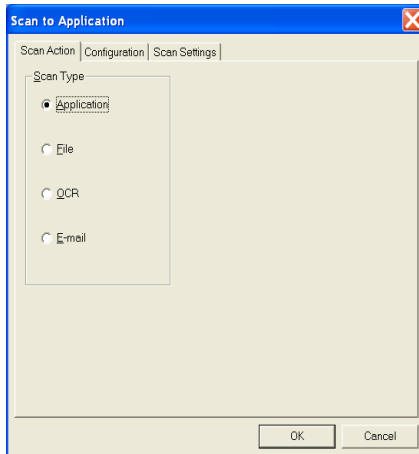 Scan to Application
Scan Action Configuration Scan Settings
Scan Type
Application
File
OCR
E-mail
OK Cancel